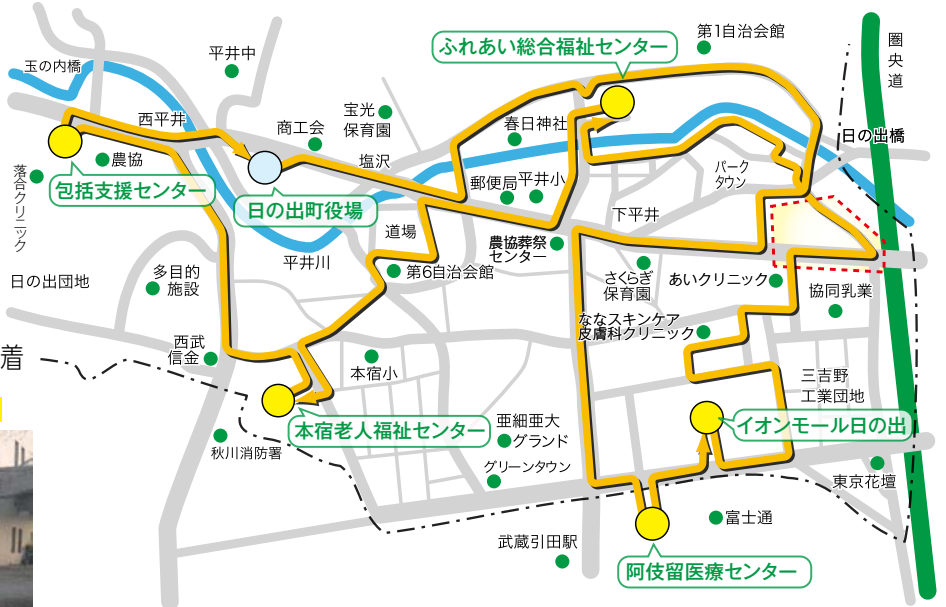 玉の内橋
平井中
ふれあい総合福祉センター
第1自治会館
圏央道
西平井
商工会
宝光
保育園
春日神社
日の出橋
農協
塩沢
落合クリニック
包括支援センター
日の出町役場
郵便局
平井小
パーク
タウン
道場
下平井
日の出団地
多目的
施設
平井川
第6自治会館
農協葬祭
センター
さくらぎ
保育園
あいクリニック
協同乳業
着
西武
信金
ななスキンケア
皮膚科クリニック
本宿小
三吉野
工業団地
本宿老人福祉センター
亜細亜大
グランド
イオンモール日の出
秋川消防署
グリーンタウン
東京花壇
武蔵引田駅
富士通
阿伎留医療センター